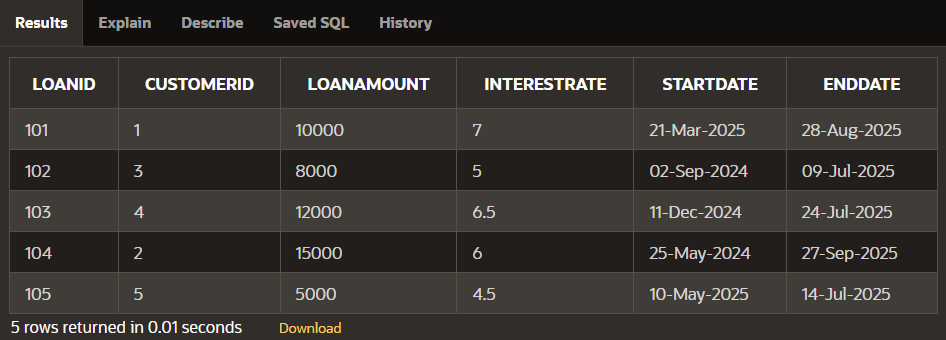 Results Explain Describe Saved SQL History
LOANID CUSTOMERID LOANAMOUNT INTERESTRATE STARTDATE ENDDATE
101 1 10000 7 21-Mar-2025 28-Aug-2025
102 3 8000 5 02-Sep-2024 09-Jul-2025
103 4 12000 6.5 11-Dec-2024 24-Jul-2025
104 2 15000 6 25-May-2024 27-Sep-2025
105 5 5000 4.5 10-May-2025 14-Jul-2025
5 rows returned in 0.01 seconds Download